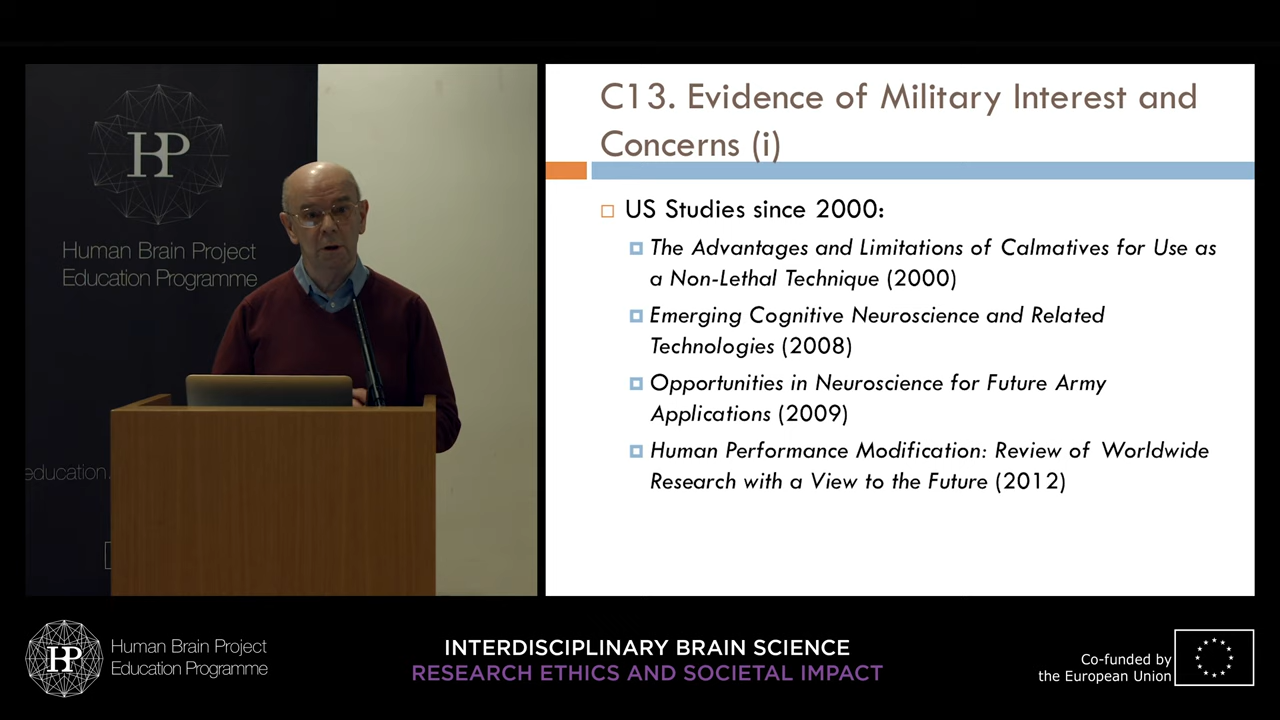 HP
Human Brain Project
Education Programme
education
C13. Evidence of Military Interest and
Concerns (i)
US Studies since 2000:
The Advantages and Limitations of Calmatives for Use as
a Non-Lethal Technique (2000)
Emerging Cognitive Neuroscience and Related
Technologies (2008)
Opportunities in Neuroscience for Future Army
Applications (2009)
Human Performance Modification: Review of Worldwide
Research with a View to the Future (2012)
HP
Human Brain Project
Education Programme
INTERDISCIPLINARY BRAIN SCIENCE
RESEARCH ETHICS AND SOCIETAL IMPACT
Co-funded by
the European Union